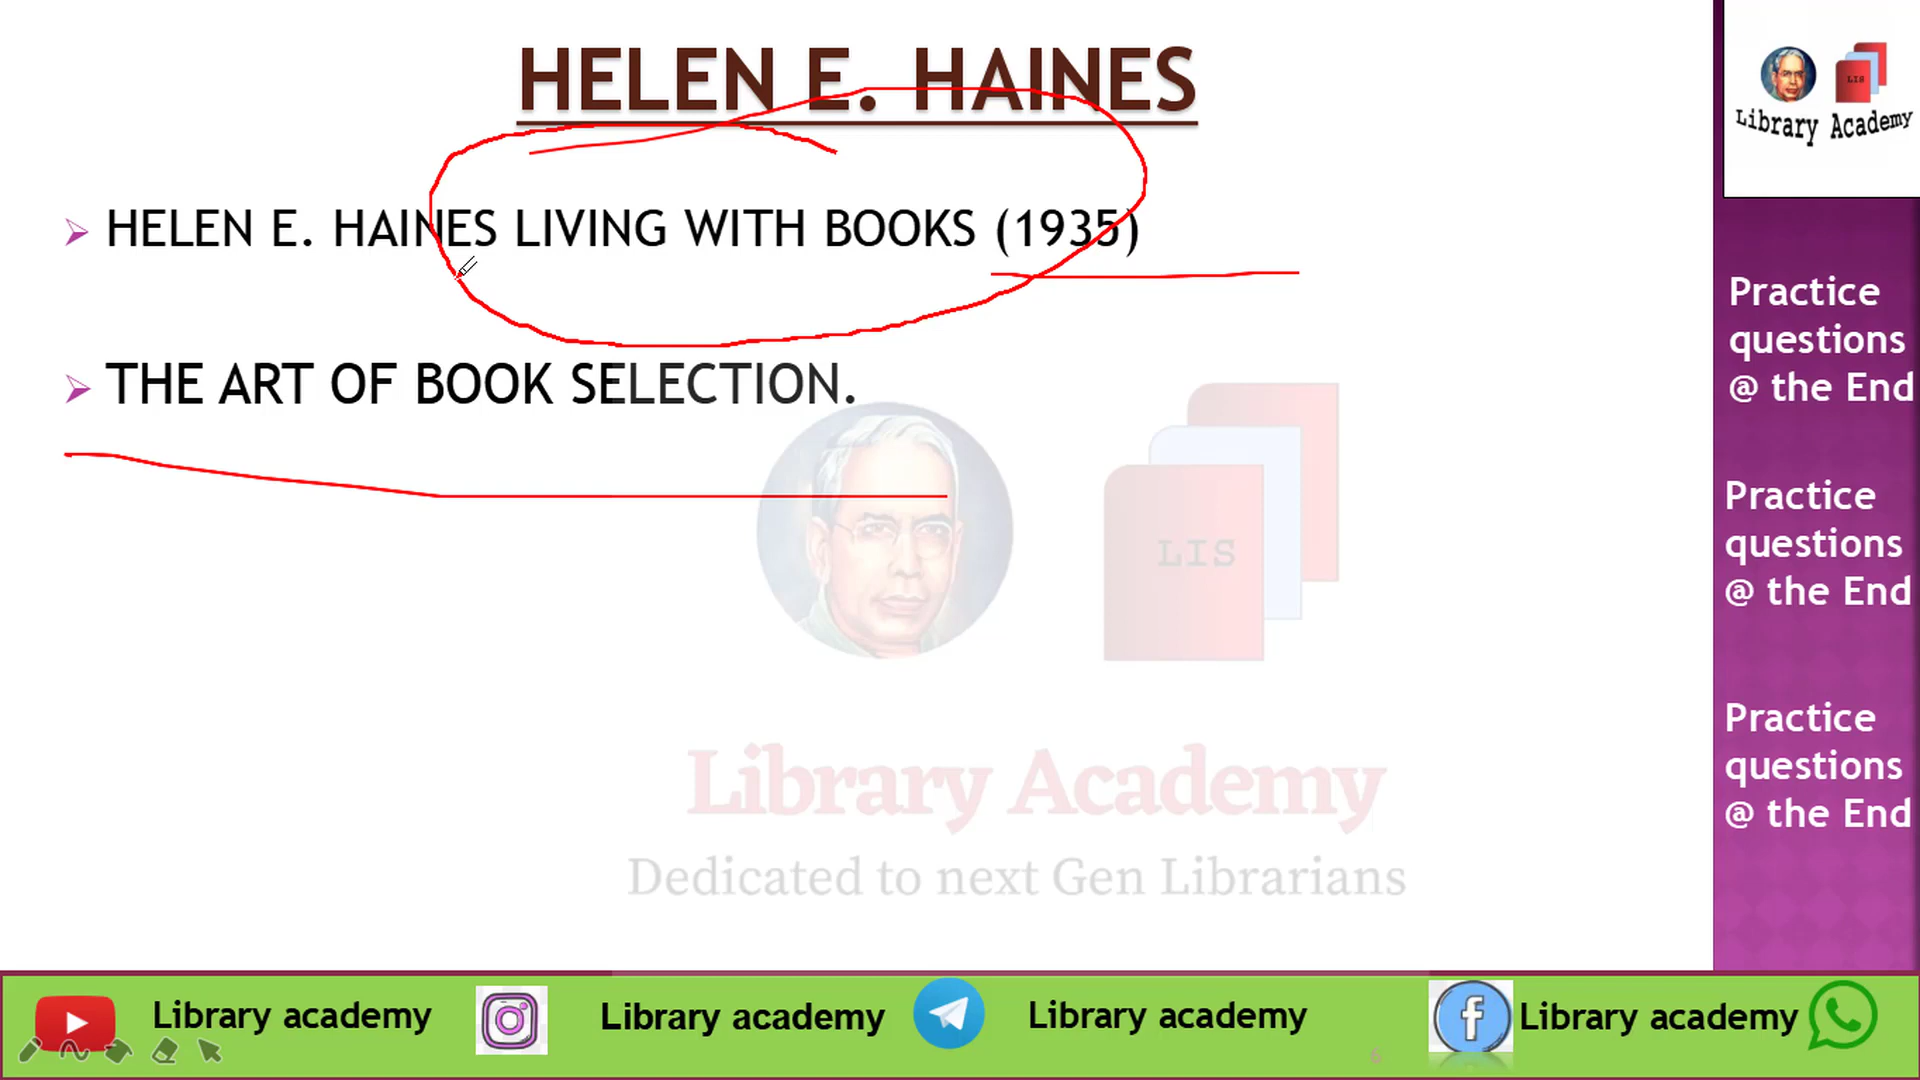 HELEN E. HAINES
HELEN E. HAINES LIVING WITH BOOKS (1935)
THE ART OF BOOK SELECTION.
LIS
Library Academy
Dedicated to next Gen Librarians
LIS
Library Academy
Practice
questions
@ the End
Practice
questions
@ the End
Practice
questions
@ the End
Library academy
Library academy
Library academy
Library academy
6